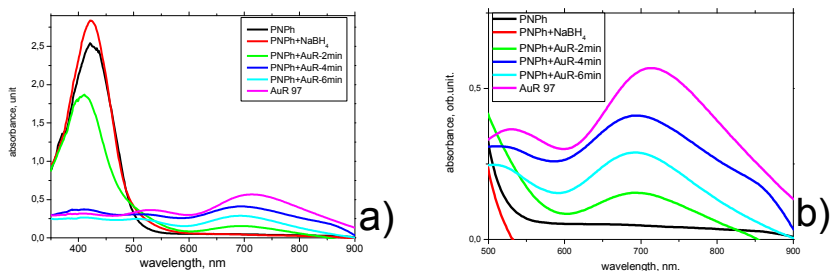 absorbance, unit
2,5
2,0
1,5
1,0
0,5
0,0
400 500 600 700 800 900
wavelength, nm
PNPh
PNPh+NaBH4
PNPh+AuR-2min
PNPh+AuR-4min
PNPh+AuR-6min
AuR 97
a)
absorbance, orb.unit.
0,5
0,0
500 600 700 800 900
wavelength, nm.
PNPh
PNPh+NaBH4
PNPh+AuR-2min
PNPh+AuR-4min
PNPh+AuR-6min
AuR 97
b)